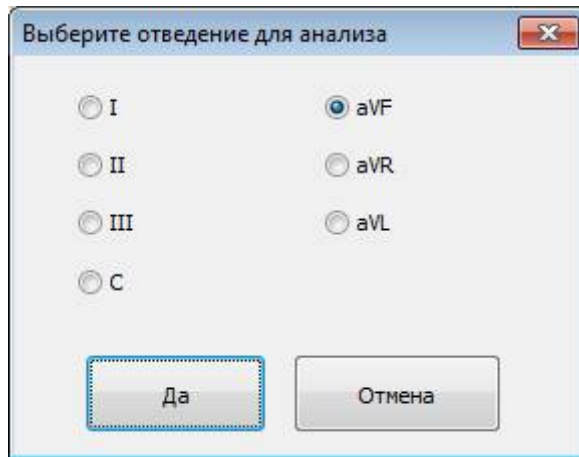 Выберите отведение для анализа
I
aVF
II
aVR
III
aVL
C
Да
Отмена